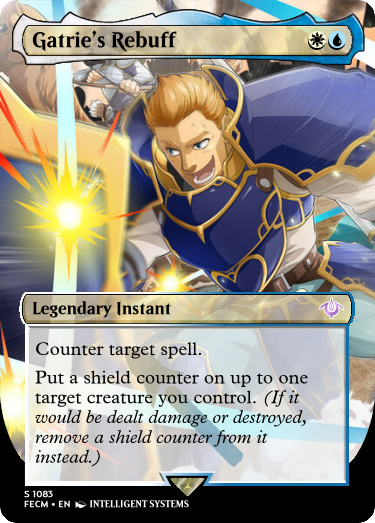 Gatrie's Rebuff
Legendary Instant
Counter target spell.
Put a shield counter on up to one
target creature you control. (If it
would be dealt damage or destroyed,
remove a shield counter from it
instead.)
S 1083
FECM • EN INTELLIGENT SYSTEMS